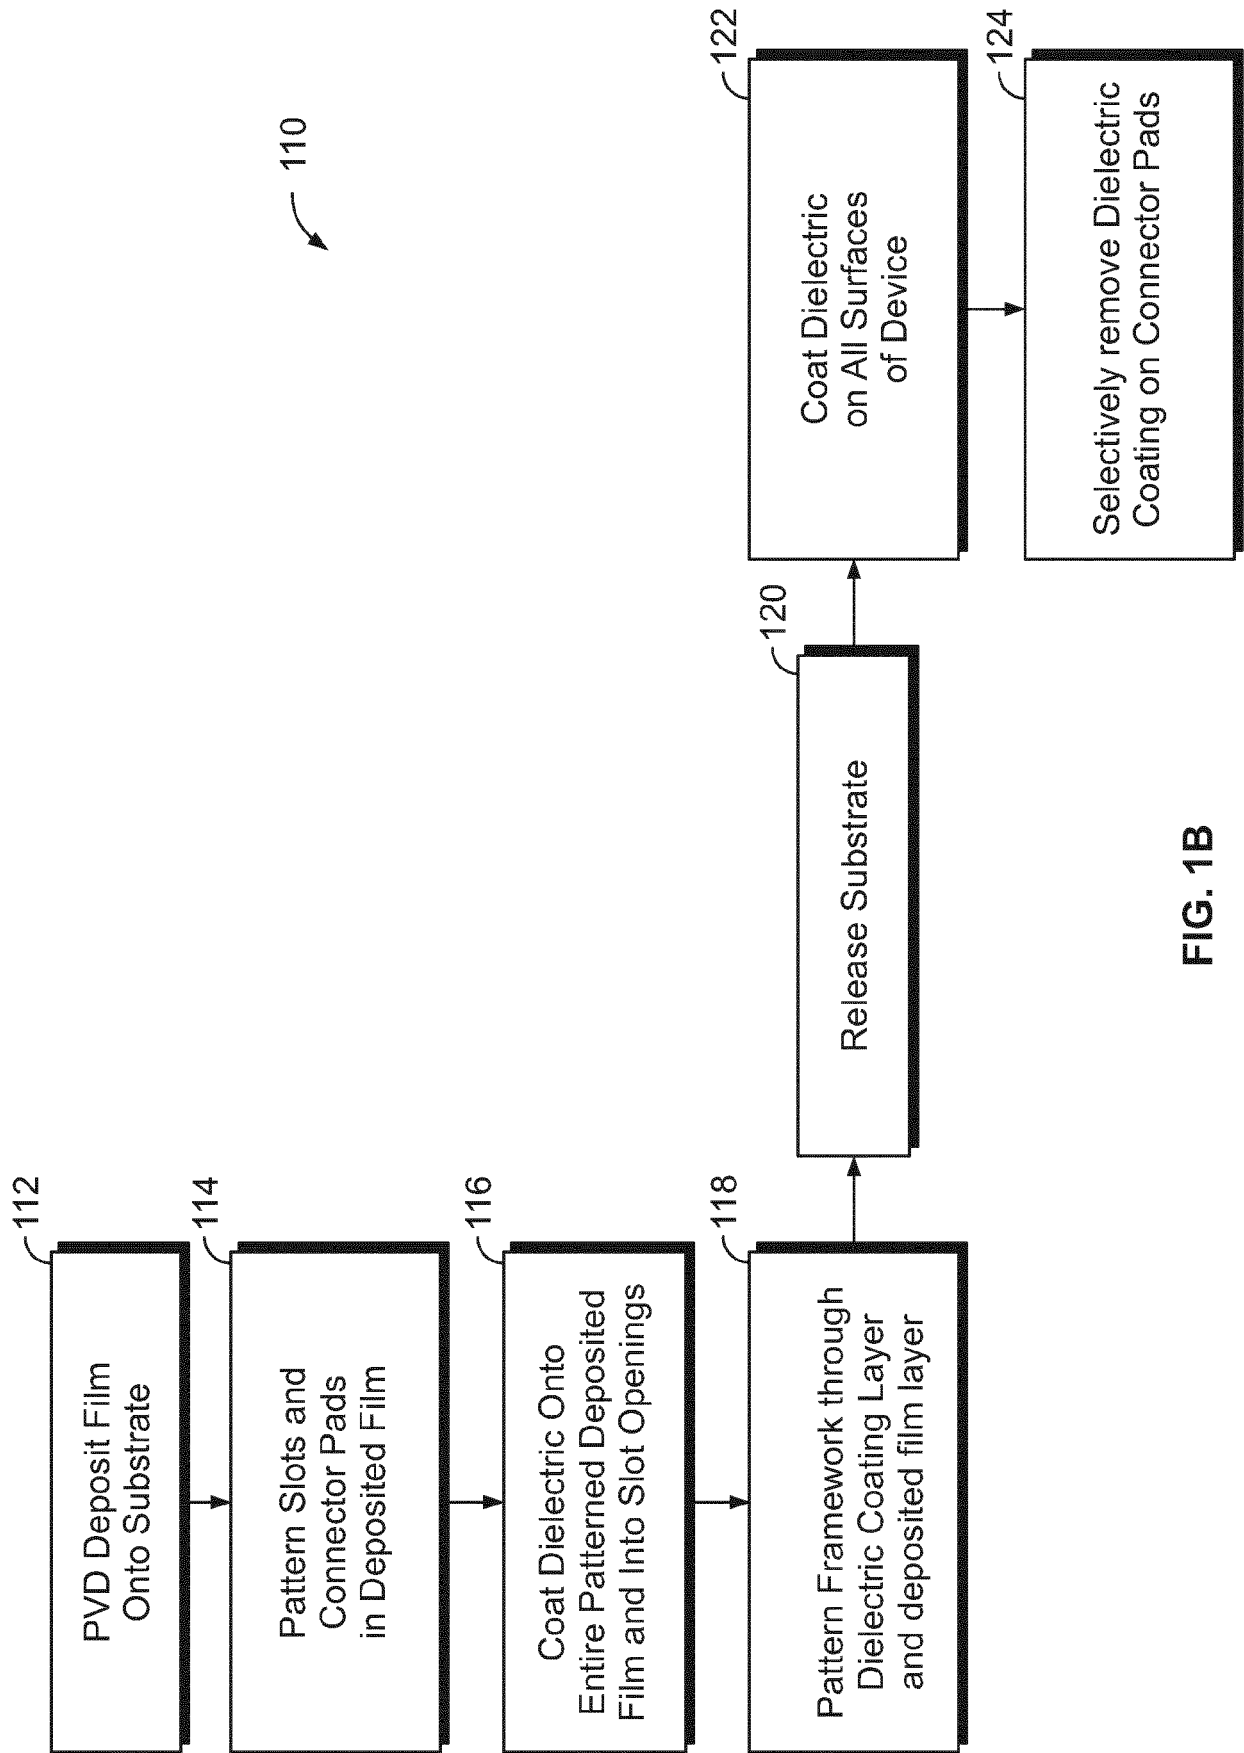 110
112
PVD Deposit Film
Onto Substrate
114
Pattern Slots and
Connector Pads
in Deposited Film
116
Coat Dielectric Onto
Entire Patterned Deposited
Film and Into Slot Openings
118
Pattern Framework through
Dielectric Coating Layer
and deposited film layer
120
Release Substrate
122
Coat Dielectric
on All Surfaces
of Device
124
Selectively remove Dielectric
Coating on Connector Pads
FIG. 1B